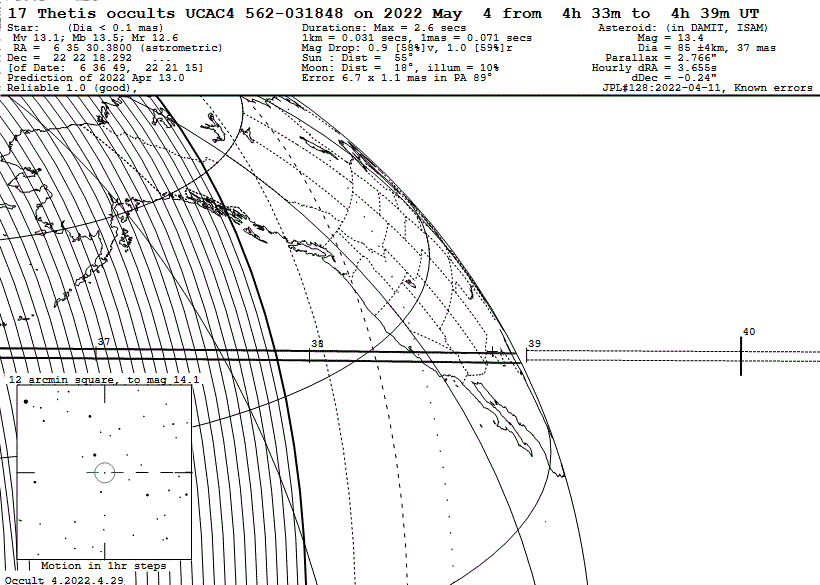 17 Thetis occults UCAC4 562-031848 on 2022 May  4 from  4h 33m to  4h 39m UT
Star:     (Dia < 0.1 mas)
Mv 13.1; Mb 13.5; Mr 12.6
RA =  6 35 30.3800 (astrometric)
Dec =  22 22 18.292   ...
[of Date:  6 36 49,  22 21 15]
Prediction of 2022 Apr 13.0
Reliable 1.0 (good),
Durations: Max = 2.6 secs
1km = 0.031 secs, 1mas = 0.071 secs
Mag Drop: 0.9 [58%]v, 1.0 [59%]r
Sun : Dist =  55°
Moon: Dist =  18°, illum = 10%
Error 6.7 x 1.1 mas in PA 89°
Asteroid: (in DAMIT, ISAM)
Mag = 13.4
Dia = 85 ±4km, 37 mas
Parallax = 2.766"
Hourly dRA = 3.655s
dDec = -0.24"
JPL#128:2022-04-11, Known errors
37
38
39
40
12 arcmin square, to mag 14.1
Motion in 1hr steps
Occult 4.2022.4.29